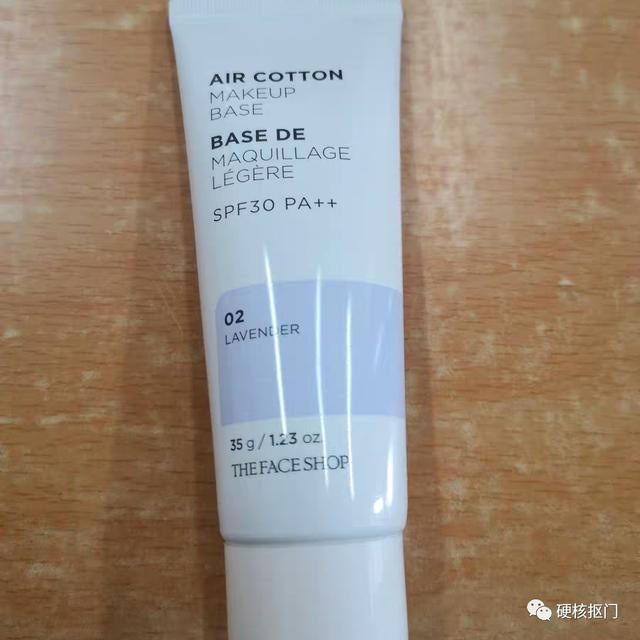 AIR COTTON
MAKEUP
BASE
BASE DE
MAQUILLAGE
LÉGÈRE
SPF30 PA++
02
LAVENDER
35 g / 1.23 oz.
THE FACE SHOP
硬核抠门